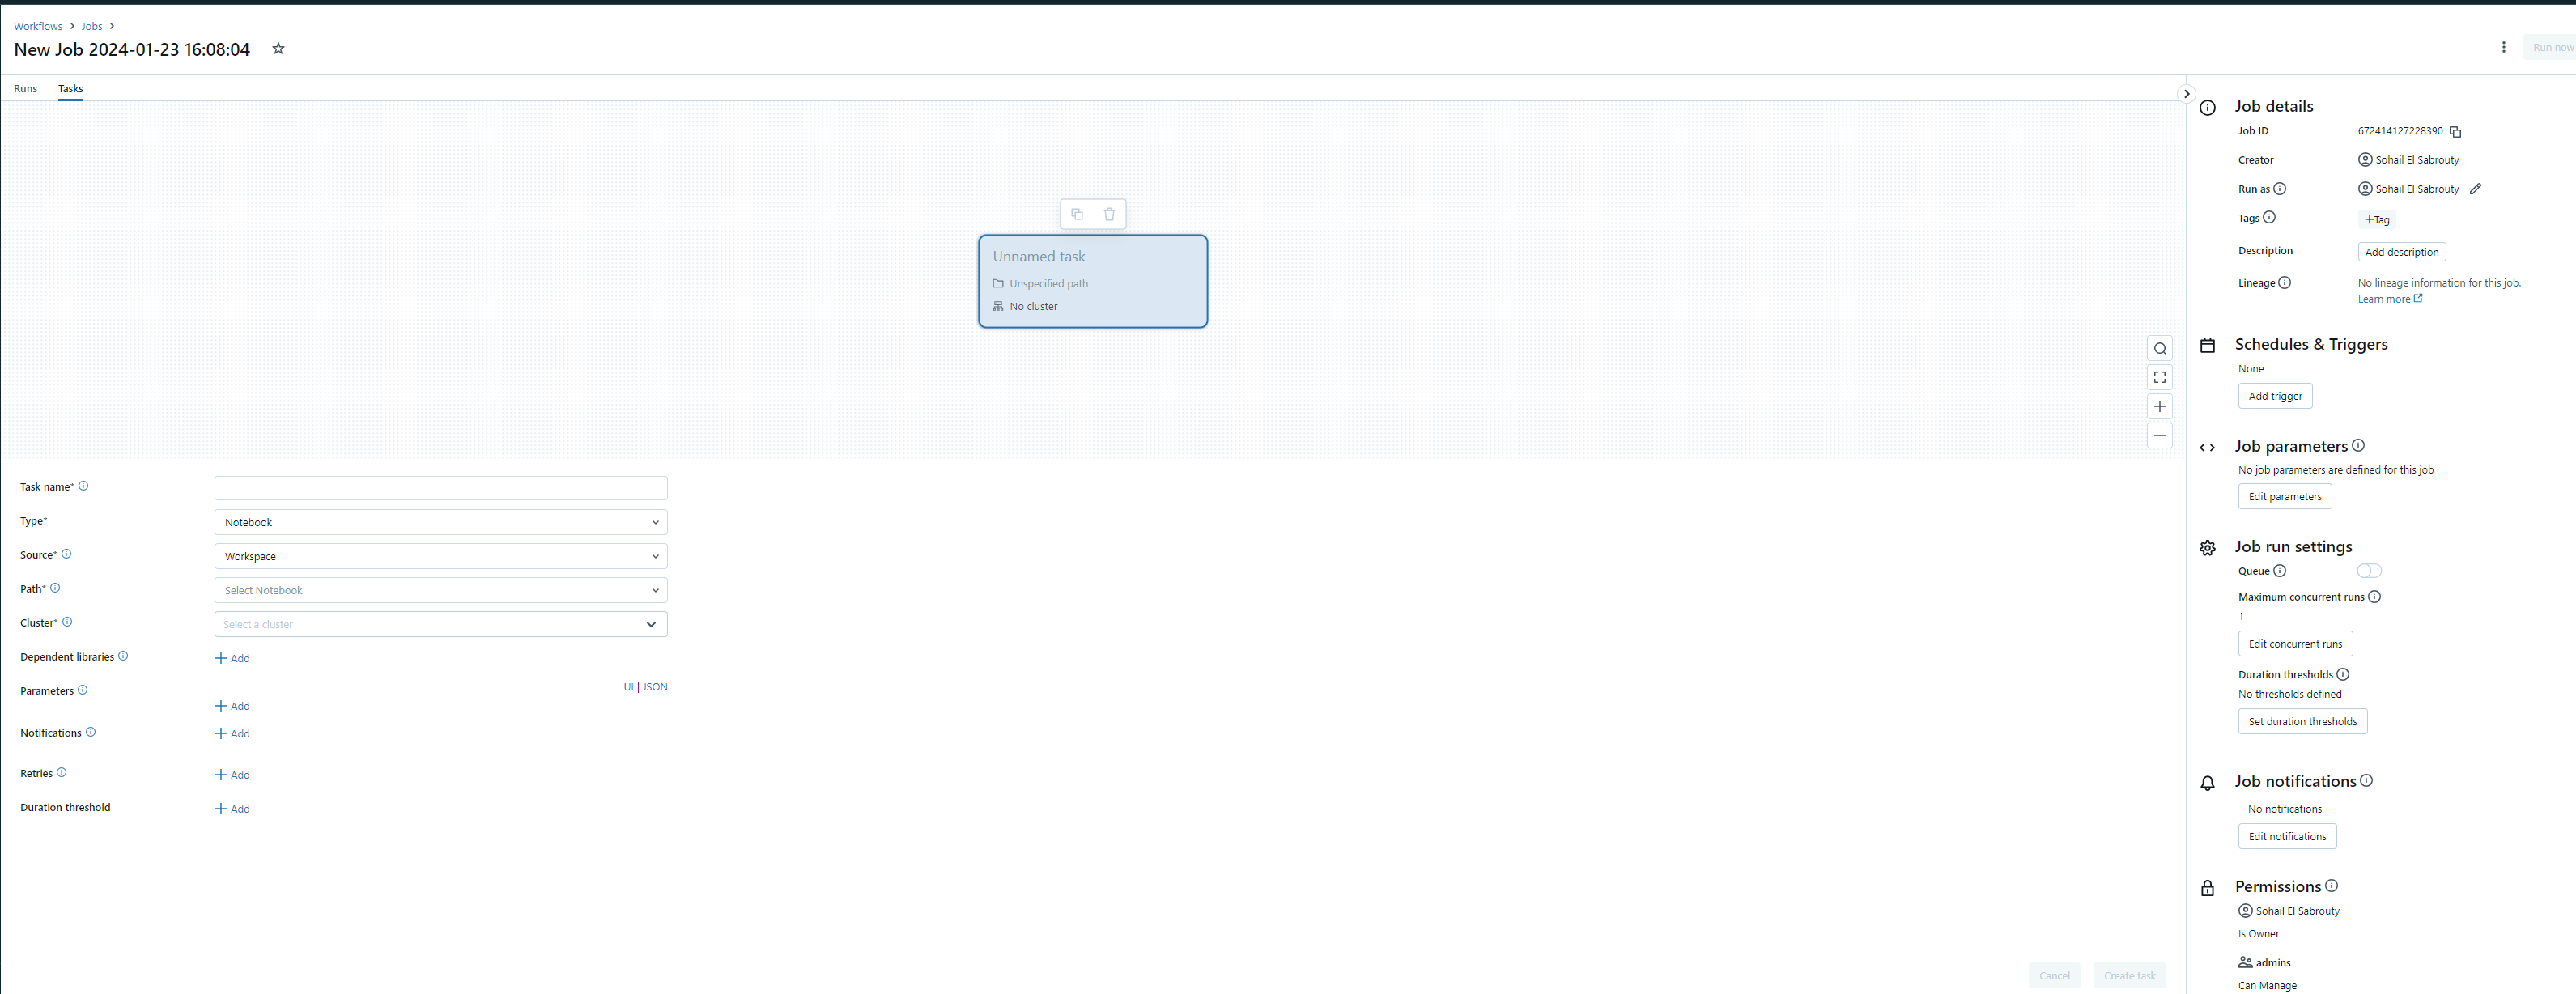 Workflows > Jobs >
New Job 2024-01-23 16:08:04
Run now
Runs Tasks
Unnamed task
Unspecified path
No cluster
Task name*
Type* Notebook
Source* Workspace
Path* Select Notebook
Cluster* Select a cluster
Dependent libraries + Add
Parameters UI | JSON
+ Add
Notifications + Add
Retries + Add
Duration threshold + Add
Cancel Create task
Job details
Job ID 672414127228390
Creator Sohail El Sabrouty
Run as Sohail El Sabrouty
Tags +Tag
Description Add description
Lineage No lineage information for this job.
Learn more
Schedules & Triggers
None
Add trigger
Job parameters
No job parameters are defined for this job
Edit parameters
Job run settings
Queue
Maximum concurrent runs
1
Edit concurrent runs
Duration thresholds
No thresholds defined
Set duration thresholds
Job notifications
No notifications
Edit notifications
Permissions
Sohail El Sabrouty
Is Owner
admins
Can Manage